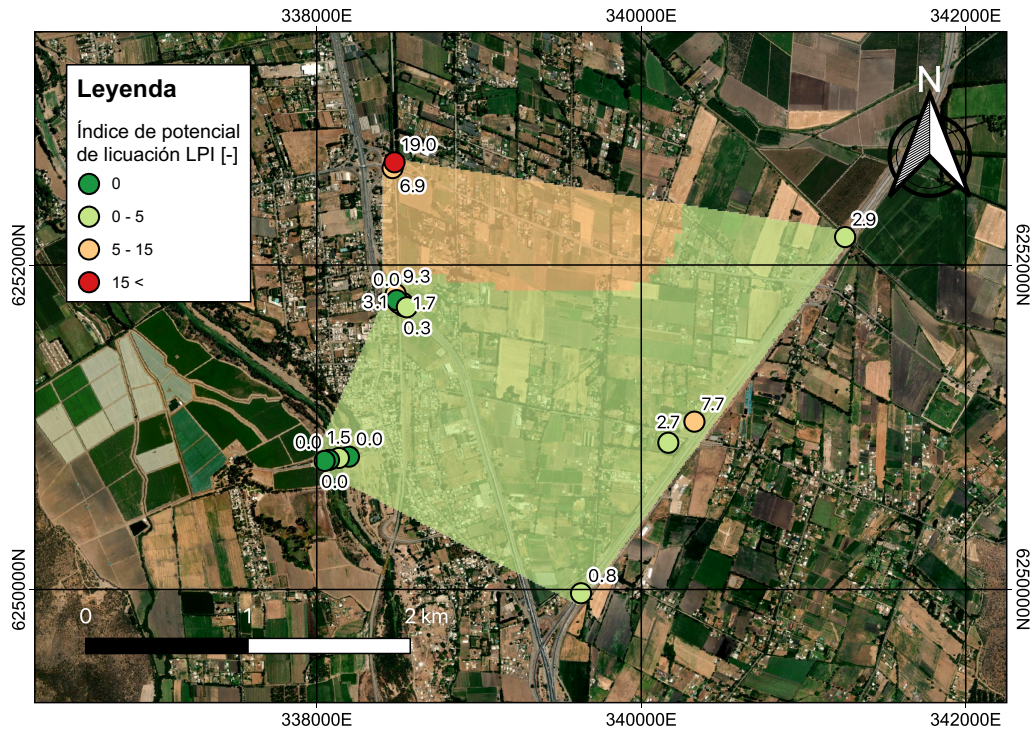 338000E 340000E 342000E
N
Leyenda
Índice de potencial
de licuación LPI [-]
0
0 - 5
5 - 15
15 <
19.0
6.9
2.9
6252000N
6252000N
0.0 9.3
3.1 1.7
0.3
7.7
2.7
0.0 1.5 0.0
0.0
0.8
6250000N
6250000N
0 1 2 km
338000E 340000E 342000E